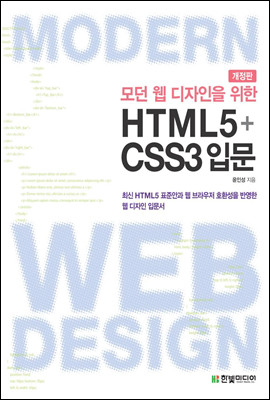 MODERN
개정판
모던 웹 디자인을 위한
HTML5+
CSS3 입문
윤인성 지음
최신 HTML5 표준안과 웹 브라우저 호환성을 반영한
웹 디자인 입문서
WEB
DESIGN
한빛미디어